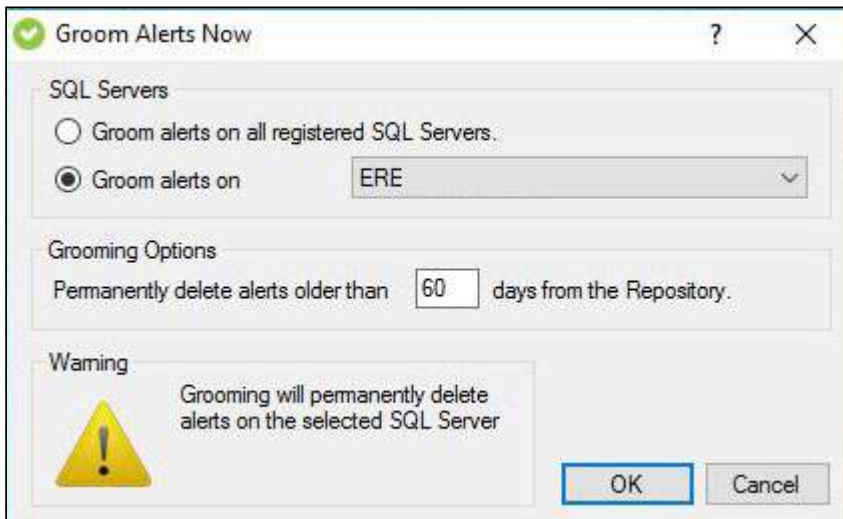 Groom Alerts Now
?
SQL Servers
Groom alerts on all registered SQL Servers.
Groom alerts on ERE
Grooming Options
Permanently delete alerts older than 60 days from the Repository.
Warning
Grooming will permanently delete
alerts on the selected SQL Server
OK Cancel